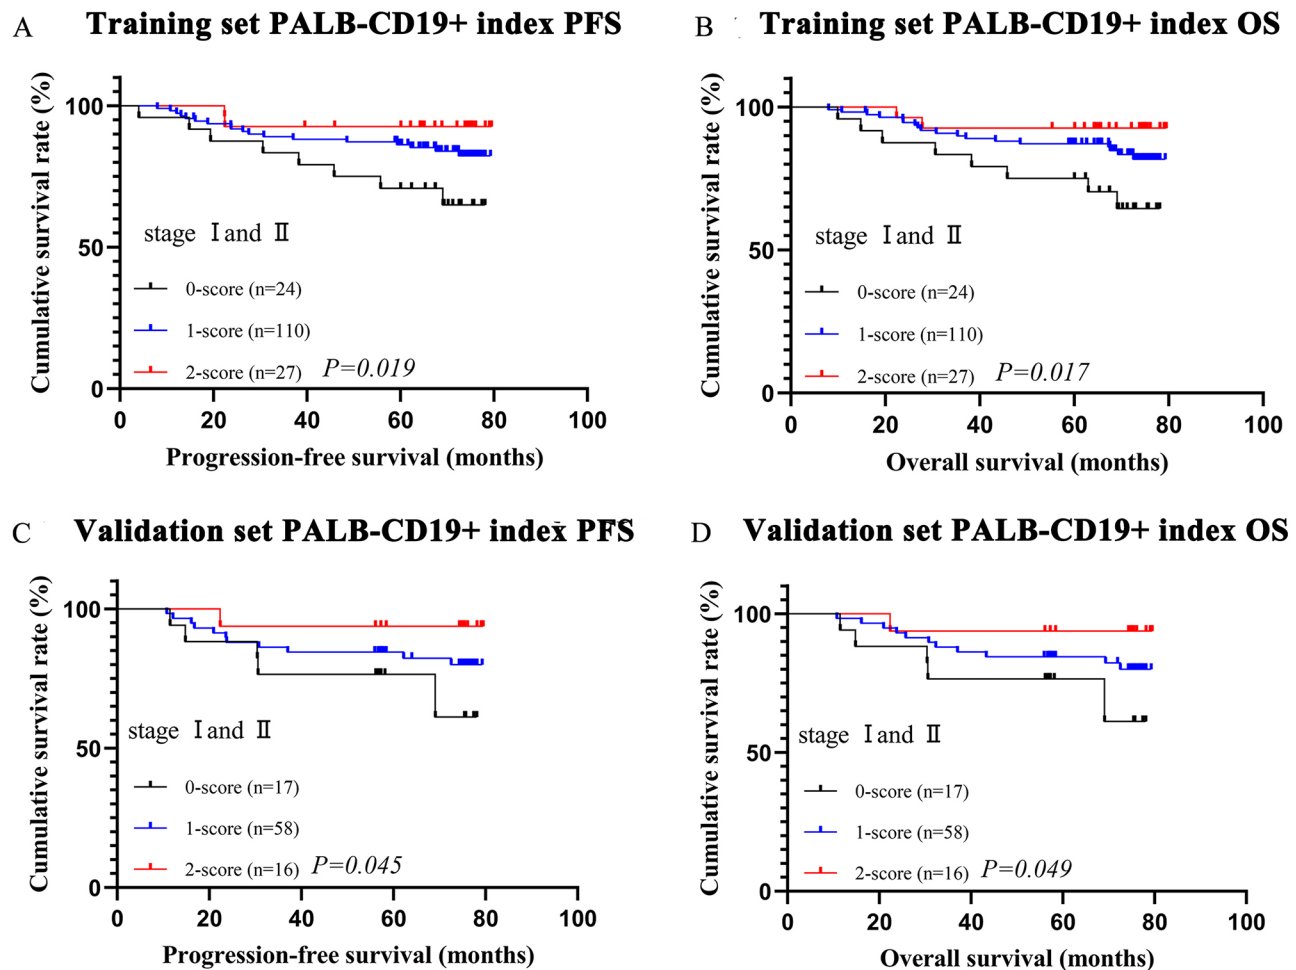 A Training set PALB-CD19+ index PFS
Cumulative survival rate (%)
100
50
0
stage Ⅰ and Ⅱ
0-score (n=24)
1-score (n=110)
2-score (n=27) P=0.019
0 20 40 60 80 100
Progression-free survival (months)
B Training set PALB-CD19+ index OS
Cumulative survival rate (%)
100
50
0
stage Ⅰ and Ⅱ
0-score (n=24)
1-score (n=110)
2-score (n=27) P=0.017
0 20 40 60 80 100
Overall survival (months)
C Validation set PALB-CD19+ index PFS
Cumulative survival rate (%)
100
50
0
stage Ⅰ and Ⅱ
0-score (n=17)
1-score (n=58)
2-score (n=16) P=0.045
0 20 40 60 80 100
Progression-free survival (months)
D Validation set PALB-CD19+ index OS
Cumulative survival rate (%)
100
50
0
stage Ⅰ and Ⅱ
0-score (n=17)
1-score (n=58)
2-score (n=16) P=0.049
0 20 40 60 80 100
Overall survival (months)